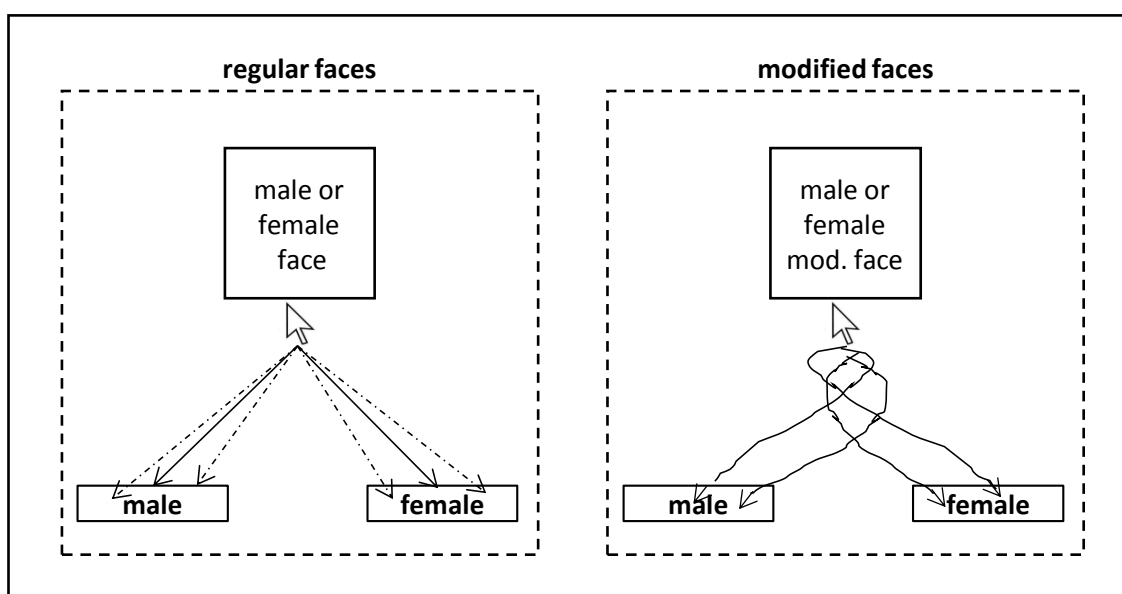 regular faces
male or
female
face
male
female
modified faces
male or
female
mod. face
male
female